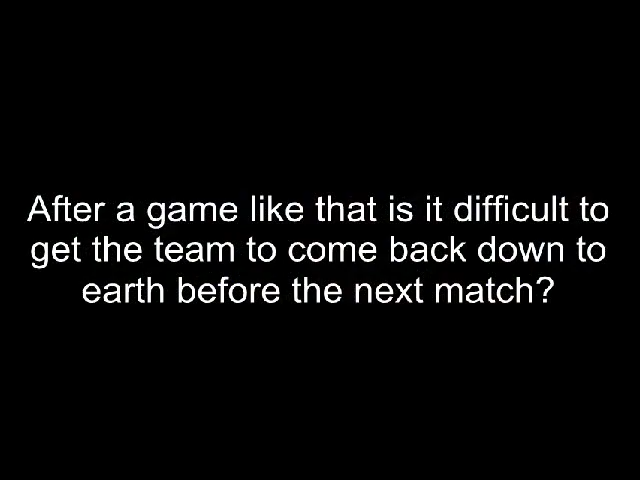 After a game like that is it difficult to
get the team to come back down to
earth before the next match?